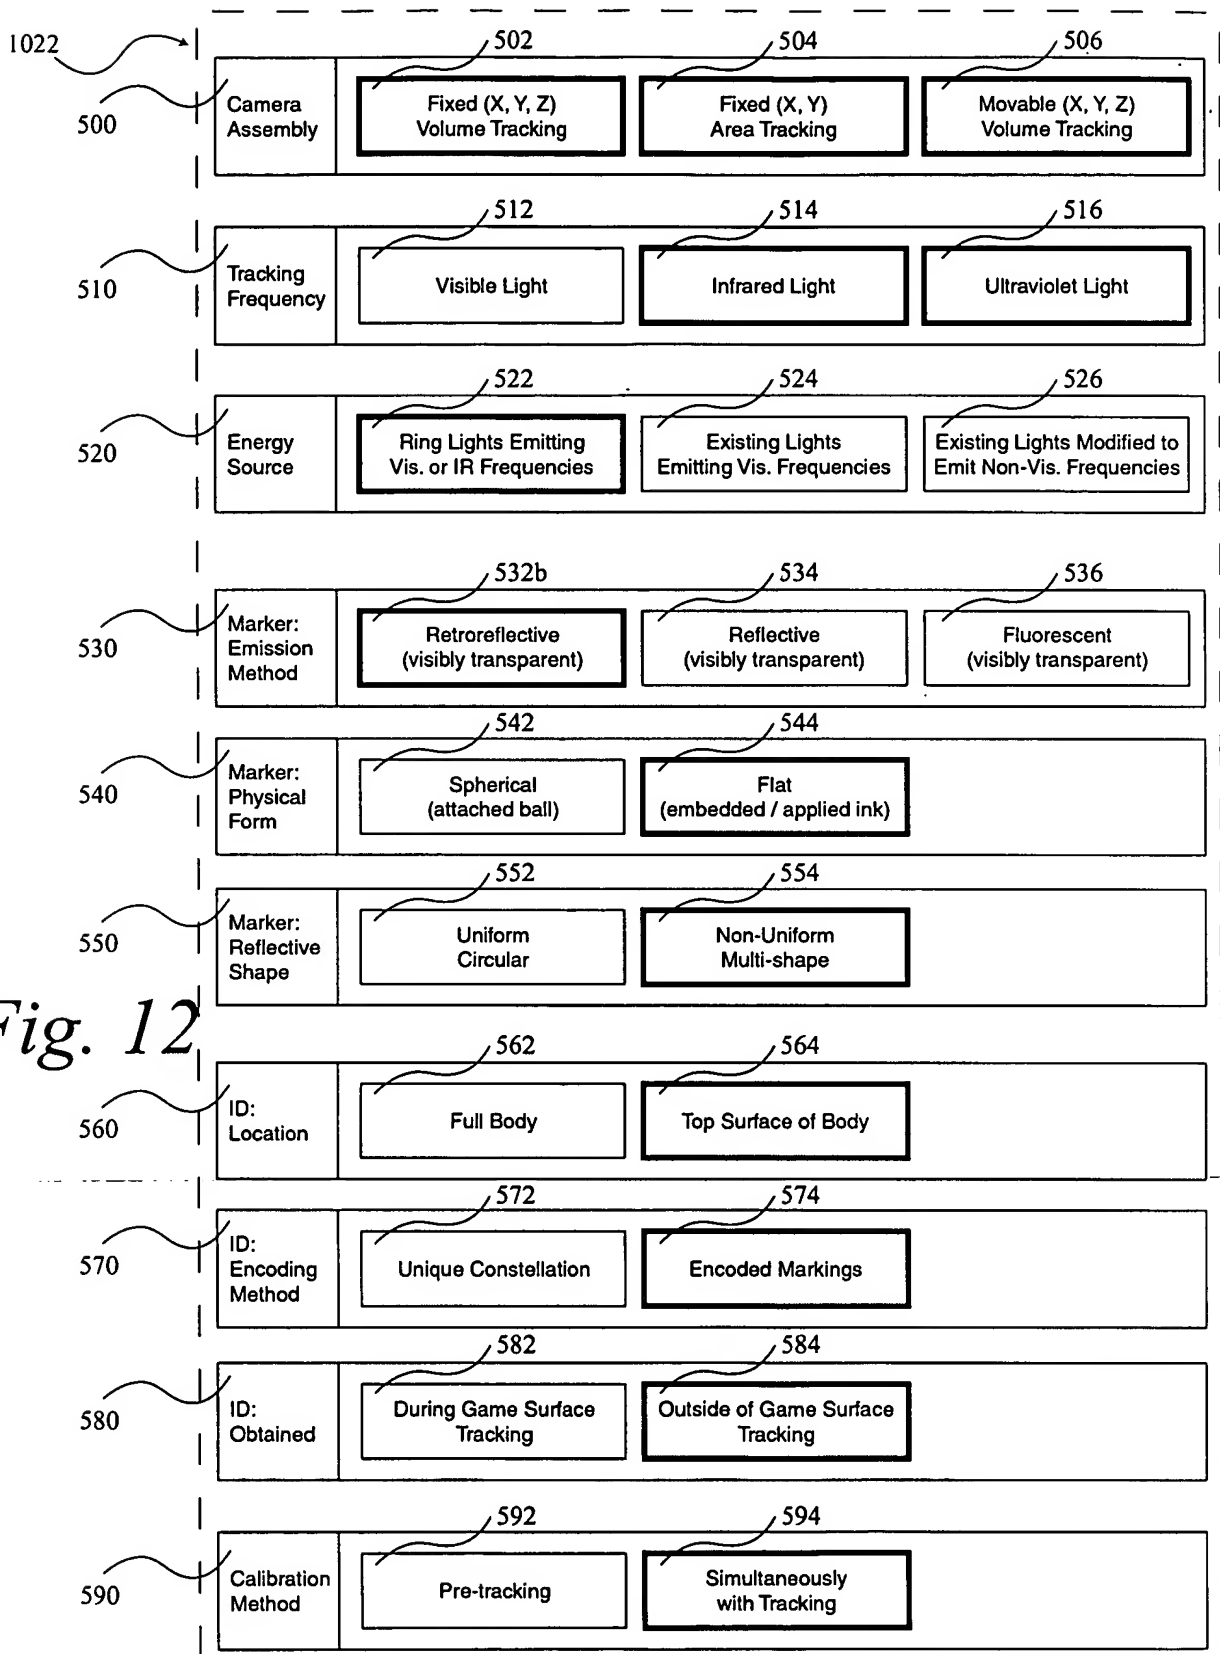 1022
502
504
506
500
Camera
Assembly
Fixed (X, Y, Z)
Volume Tracking
Fixed (X, Y)
Area Tracking
Movable (X, Y, Z)
Volume Tracking
512
514
516
510
Tracking
Frequency
Visible Light
Infrared Light
Ultraviolet Light
522
524
526
520
Energy
Source
Ring Lights Emitting
Vis. or IR Frequencies
Existing Lights
Emitting Vis. Frequencies
Existing Lights Modified to
Emit Non-Vis. Frequencies
532b
534
536
530
Marker:
Emission
Method
Retroreflective
(visibly transparent)
Reflective
(visibly transparent)
Fluorescent
(visibly transparent)
542
544
540
Marker:
Physical
Form
Spherical
(attached ball)
Flat
(embedded / applied ink)
552
554
550
Marker:
Reflective
Shape
Uniform
Circular
Non-Uniform
Multi-shape
Fig. 12
562
564
560
ID:
Location
Full Body
Top Surface of Body
572
574
570
ID:
Encoding
Method
Unique Constellation
Encoded Markings
582
584
580
ID:
Obtained
During Game Surface
Tracking
Outside of Game Surface
Tracking
592
594
590
Calibration
Method
Pre-tracking
Simultaneously
with Tracking